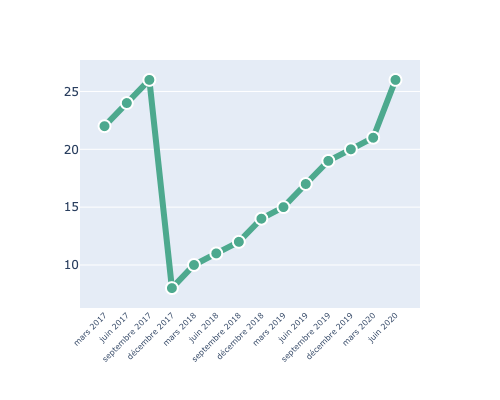 25
20
15
10
mars 2017
juin 2017
septembre 2017
décembre 2017
mars 2018
juin 2018
septembre 2018
décembre 2018
mars 2019
juin 2019
septembre 2019
décembre 2019
mars 2020
juin 2020